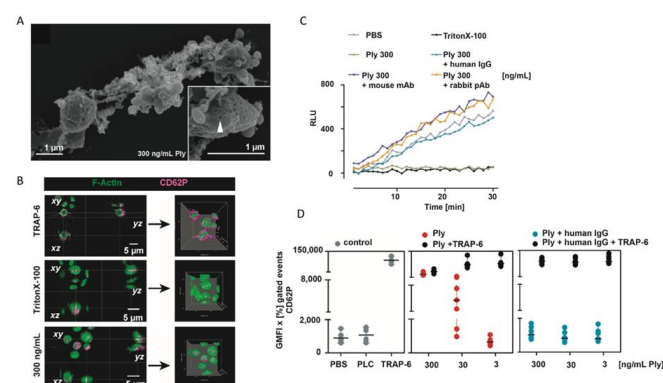 A
1 µm
300 ng/mL Ply
1 µm
B
F-Actin CD62P
TRAP-6
xy
yz
xz
5 µm
TritonX-100
xy
yz
xz
5 µm
300 ng/mL
xy
yz
xz
5 µm
C
PBS
TritonX-100
Ply 300
Ply 300
+ human IgG
Ply 300
+ mouse mAb
Ply 300
+ rabbit pAb
[ng/mL]
RLU
800
400
0
10 20 30
Time [min]
D
control
Ply
Ply +TRAP-6
Ply + human IgG
Ply + human IgG + TRAP-6
GMFI x [%] gated events
CD62P
150,000
8,000
2,000
0
PBS PLC TRAP-6
300 30 3
300 30 3 [ng/mL Ply]